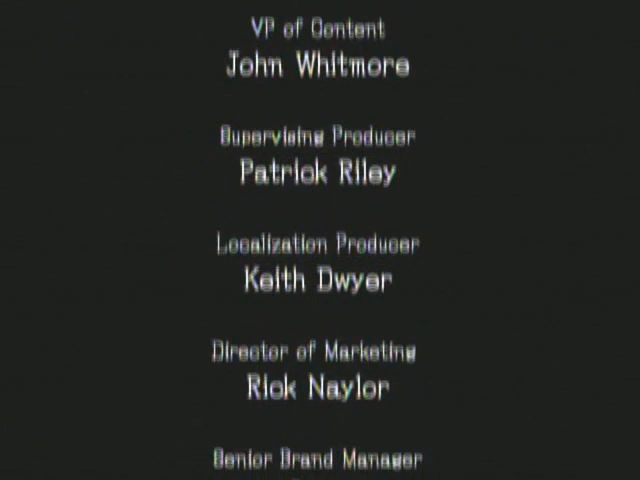 VP of Content
John Whitmore
Supervising Producer
Patrick Riley
Localization Producer
Keith Dwyer
Director of Marketing
Rick Naylor
Senior Brand Manager